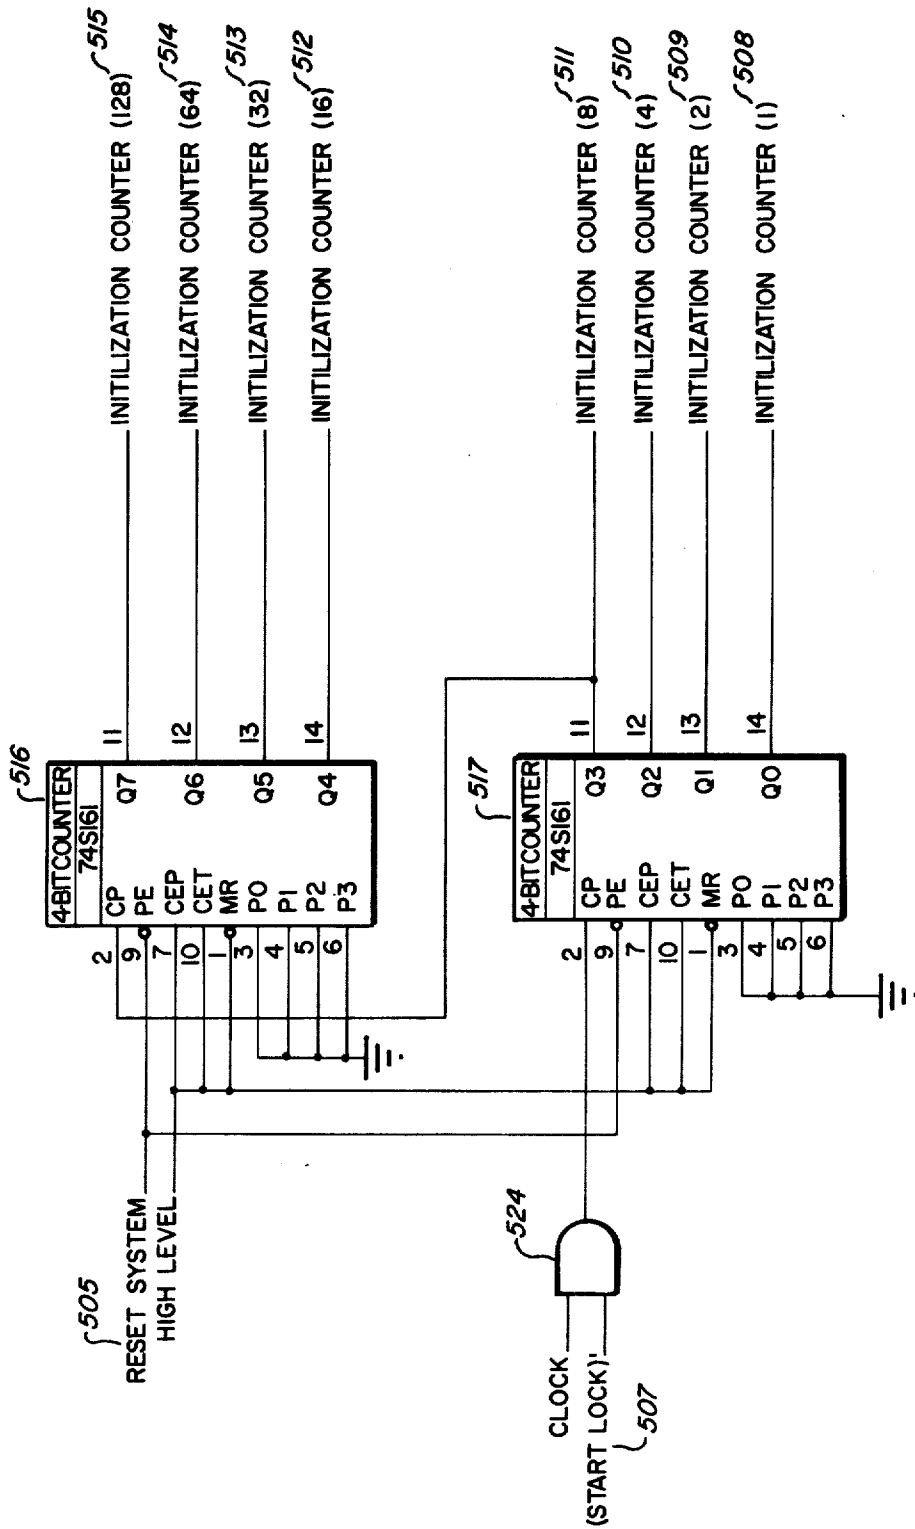 505
RESET SYSTEM
HIGH LEVEL
516
4-BIT COUNTER
74S161
2 CP
9 PE
7 CEP
10 CET
1 MR
3 P0
4 P1
5 P2
6 P3
Q7 11
Q6 12
Q5 13
Q4 14
INITILIZATION COUNTER (128) 515
INITILIZATION COUNTER (64) 514
INITILIZATION COUNTER (32) 513
INITILIZATION COUNTER (16) 512
CLOCK
(START LOCK)'
507
524
517
4-BIT COUNTER
74S161
2 CP
9 PE
7 CEP
10 CET
1 MR
3 P0
4 P1
5 P2
6 P3
Q3 11
Q2 12
Q1 13
Q0 14
INITILIZATION COUNTER (8) 511
INITILIZATION COUNTER (4) 510
INITILIZATION COUNTER (2) 509
INITILIZATION COUNTER (1) 508